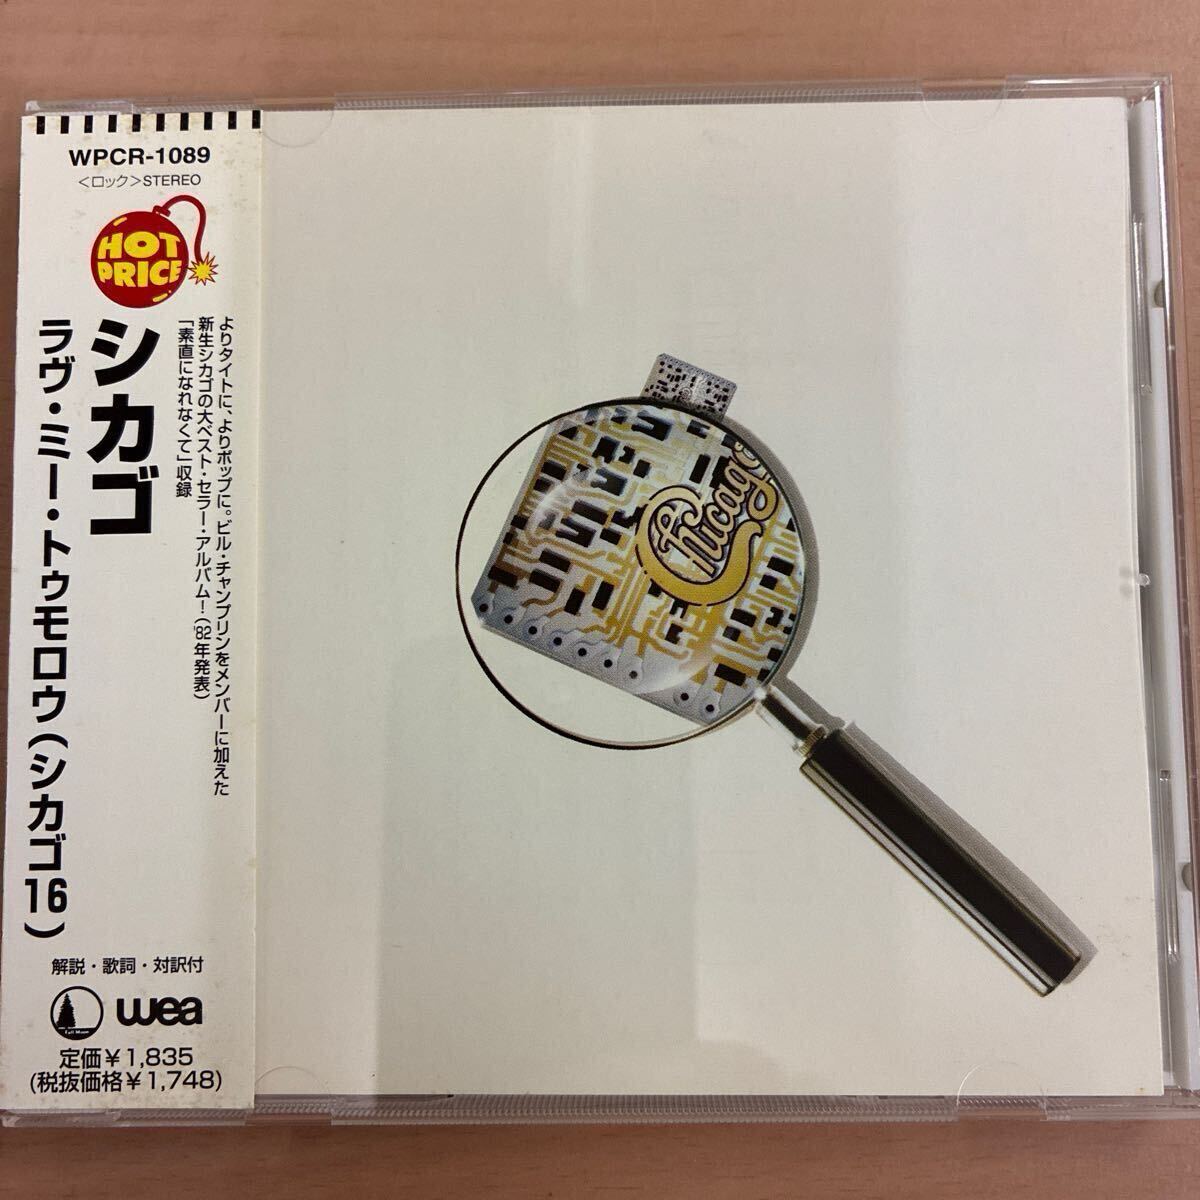 WPCR-1089
<ロック>STEREO
HOT
PRICE
シカゴ
ラヴ・ミー・トゥモロウ(シカゴ16)
よりタイトに、よりポップに。ビル・チャンプリンをメンバーに加えた
新生シカゴの大ベスト・セラー・アルバム!('82年発表)
「素直になれなくて」収録
解説・歌詞・対訳付
Full Moon
wea
定価¥1,835
(税抜価格¥1,748)
Chicago